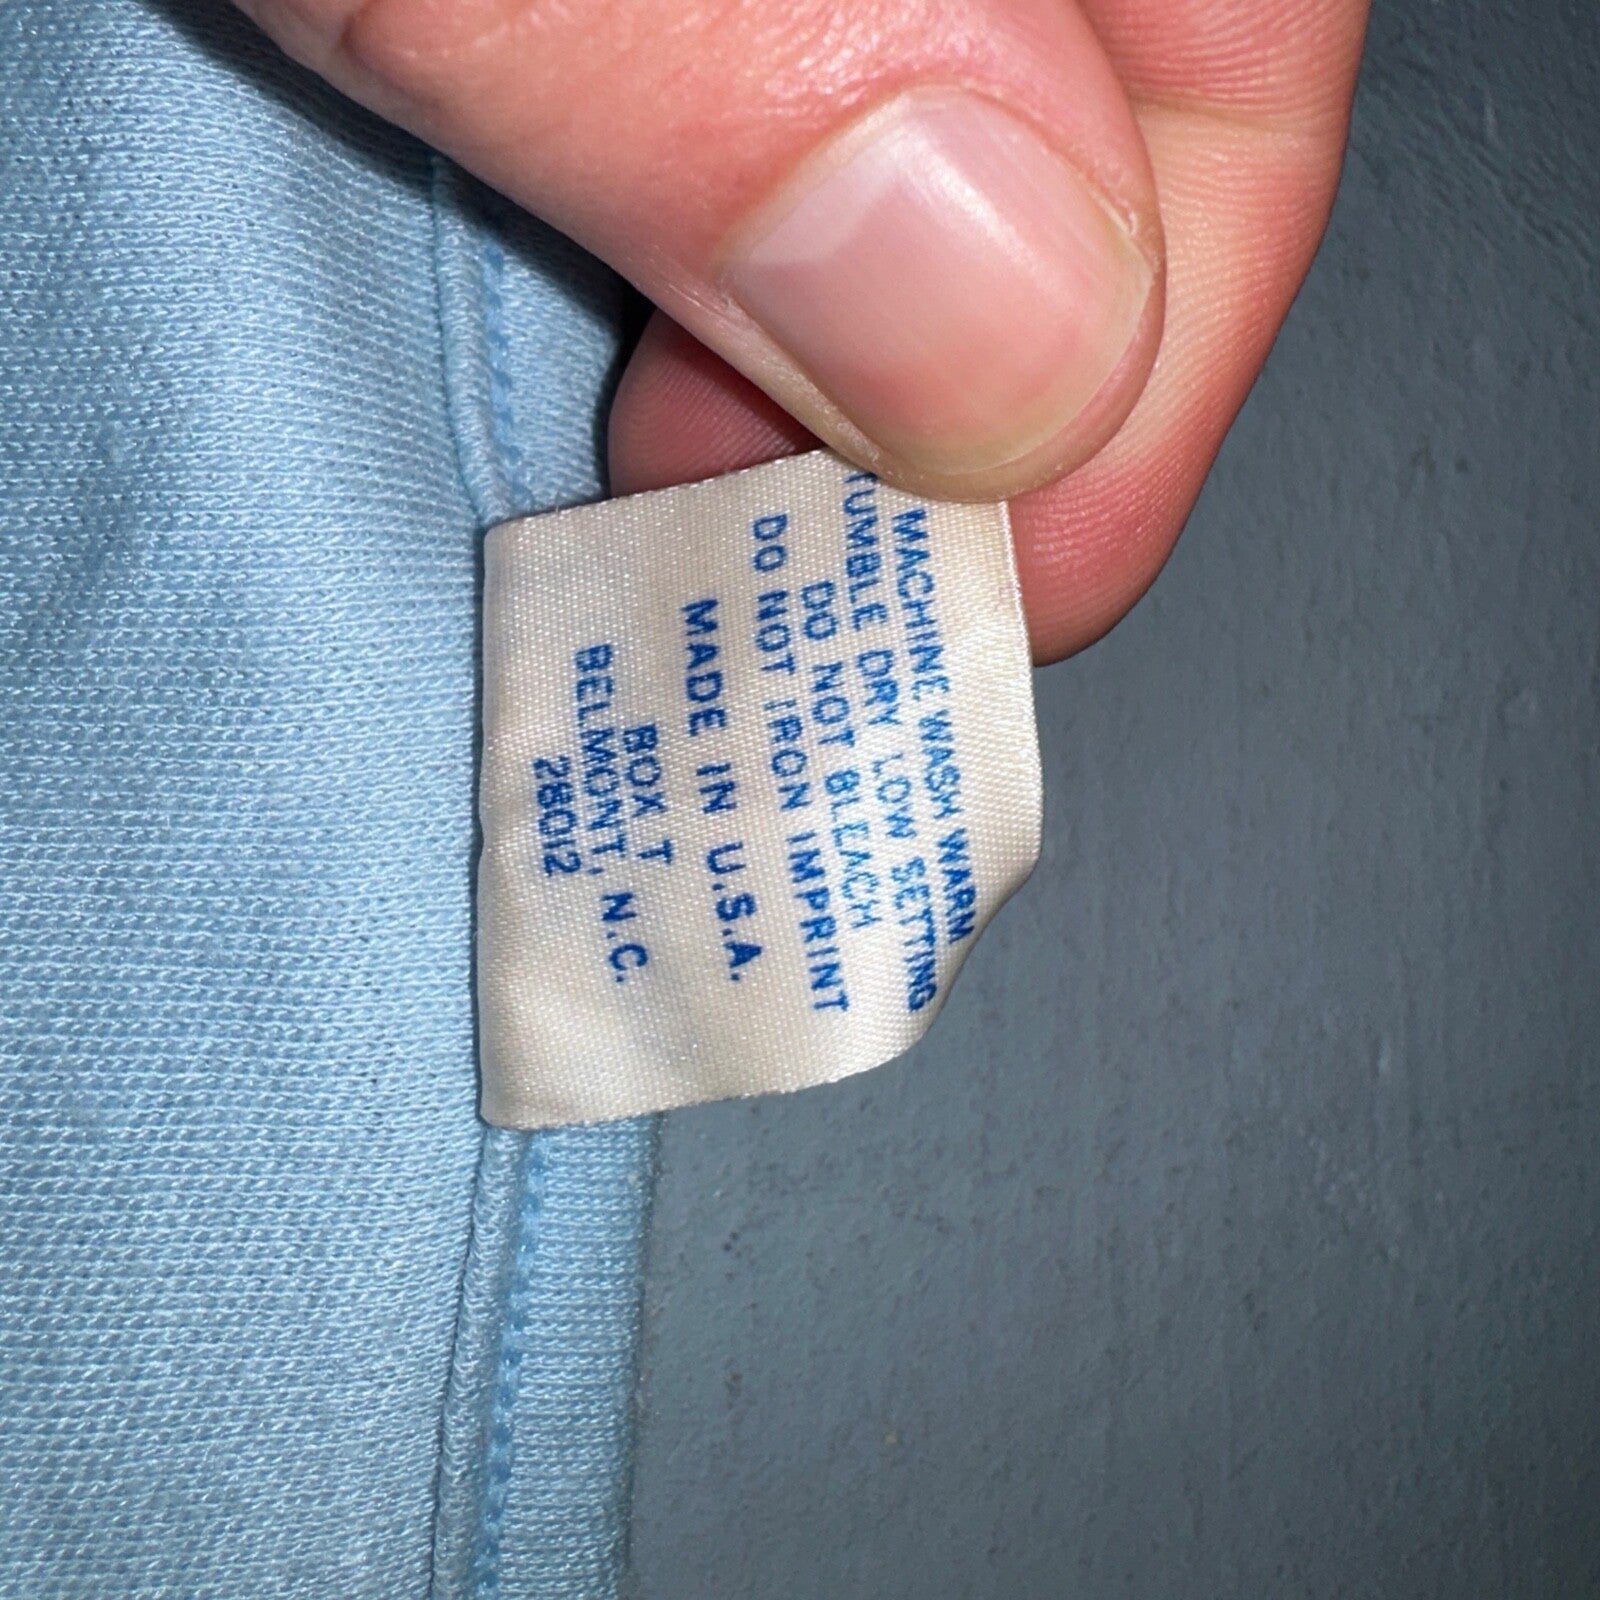 MACHINE WASH WARM
TUMBLE DRY LOW SETTING
DO NOT BLEACH
DO NOT IRON IMPRINT
MADE IN U.S.A.
BOX T
BELMONT, N.C.
28012